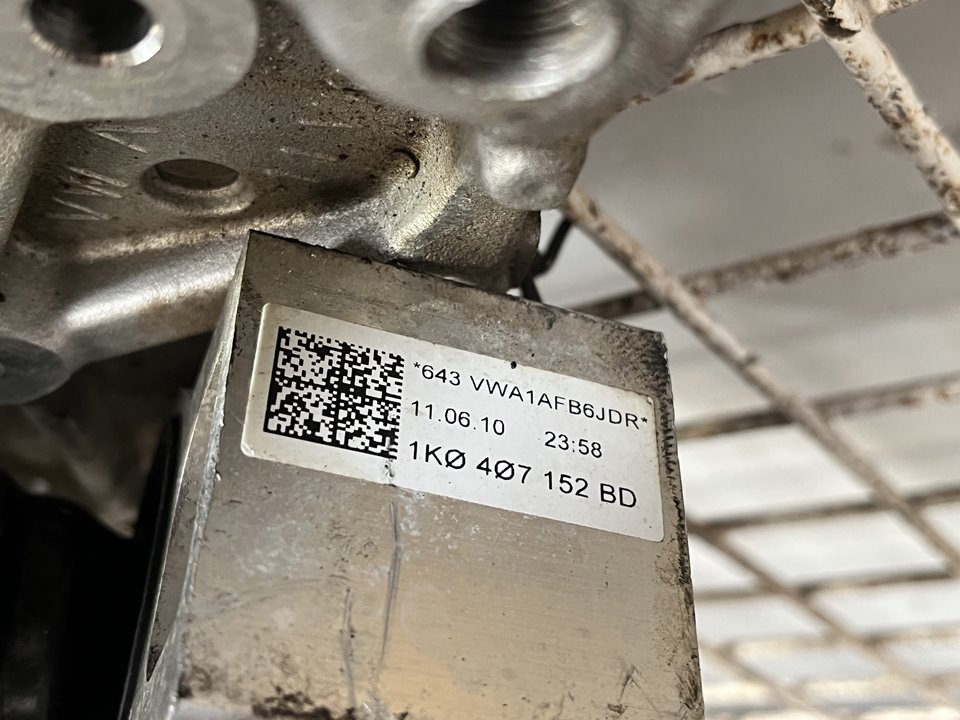 *643 VWA1AFB6JDR*
11.06.10 23:58
1KØ 4Ø7 152 BD